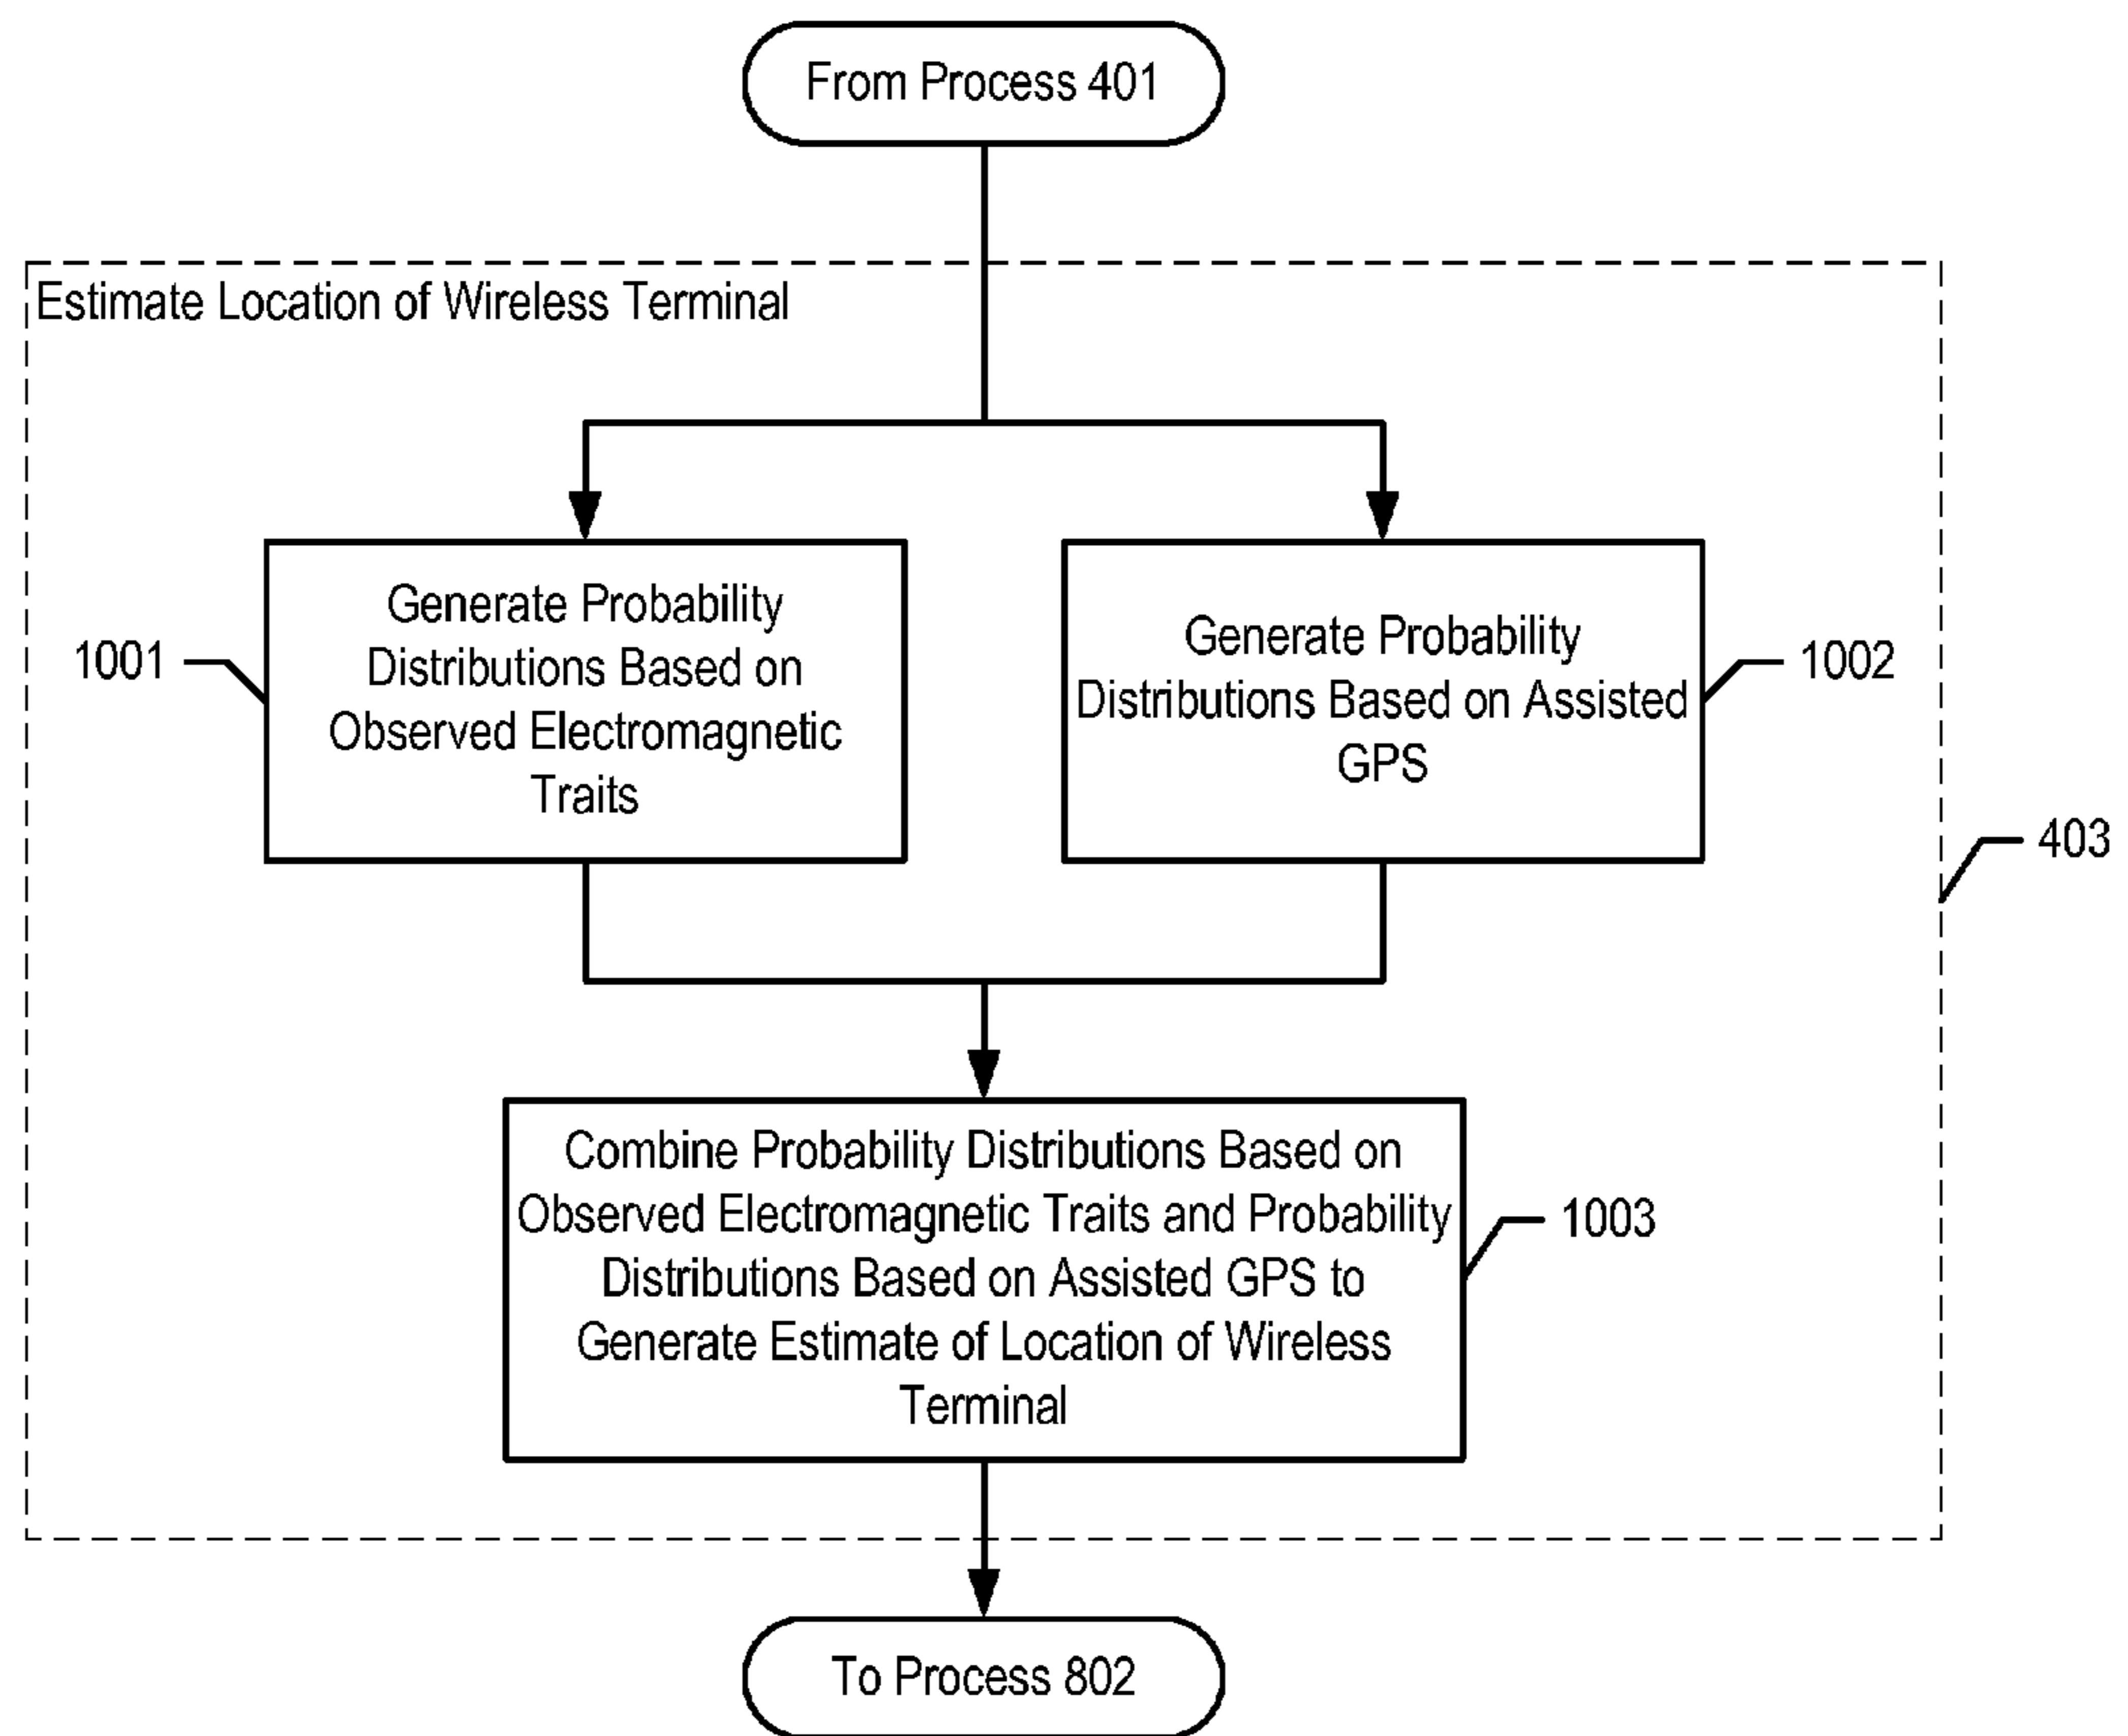 From Process 401
Estimate Location of Wireless Terminal
1001
Generate Probability
Distributions Based on
Observed Electromagnetic
Traits
Generate Probability
Distributions Based on Assisted
GPS
1002
403
Combine Probability Distributions Based on
Observed Electromagnetic Traits and Probability
Distributions Based on Assisted GPS to
Generate Estimate of Location of Wireless
Terminal
1003
To Process 802